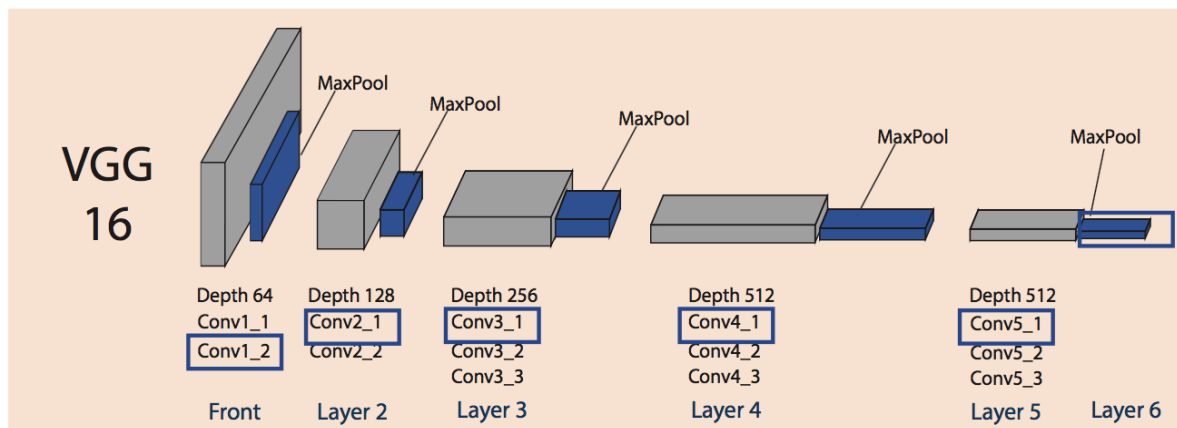 VGG
16
MaxPool
MaxPool
MaxPool
MaxPool
MaxPool
Depth 64
Conv1_1
Conv1_2
Front
Depth 128
Conv2_1
Conv2_2
Layer 2
Depth 256
Conv3_1
Conv3_2
Conv3_3
Layer 3
Depth 512
Conv4_1
Conv4_2
Conv4_3
Layer 4
Depth 512
Conv5_1
Conv5_2
Conv5_3
Layer 5
Layer 6